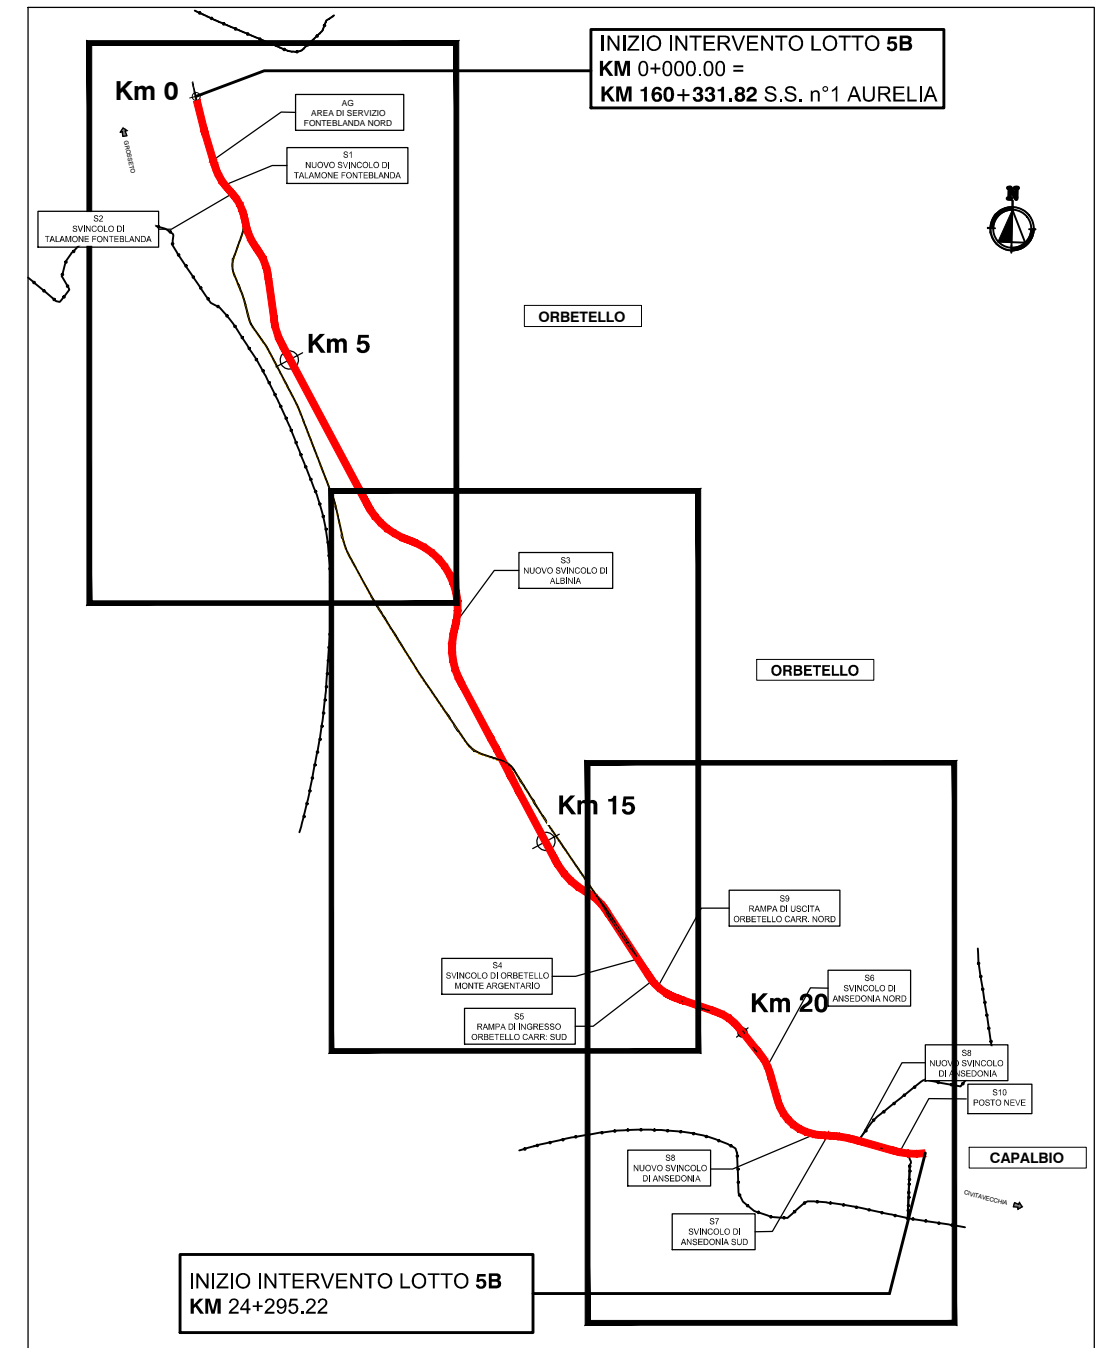 INIZIO INTERVENTO LOTTO 5B
KM 0+000.00 =
KM 160+331.82 S.S. n°1 AURELIA
Km 0
AG
AREA DI SERVIZIO
FONTEBLANDA NORD
GROSSETO
S1
NUOVO SVINCOLO DI
TALAMONE FONTEBLANDA
N
S2
SVINCOLO DI
TALAMONE FONTEBLANDA
ORBETELLO
Km 5
S3
NUOVO SVINCOLO DI
ALBINIA
ORBETELLO
Km 15
S9
RAMPA DI USCITA
ORBETELLO CARR. NORD
S4
SVINCOLO DI ORBETELLO
MONTE ARGENTARIO
S6
SVINCOLO DI
ANSEDONIA NORD
Km 20
S5
RAMPA DI INGRESSO
ORBETELLO CARR. SUD
S8
NUOVO SVINCOLO
DI ANSEDONIA
S10
POSTO NEVE
CAPALBIO
S8
NUOVO SVINCOLO
DI ANSEDONIA
CIVITAVECCHIA
S7
SVINCOLO DI
ANSEDONIA SUD
INIZIO INTERVENTO LOTTO 5B
KM 24+295.22